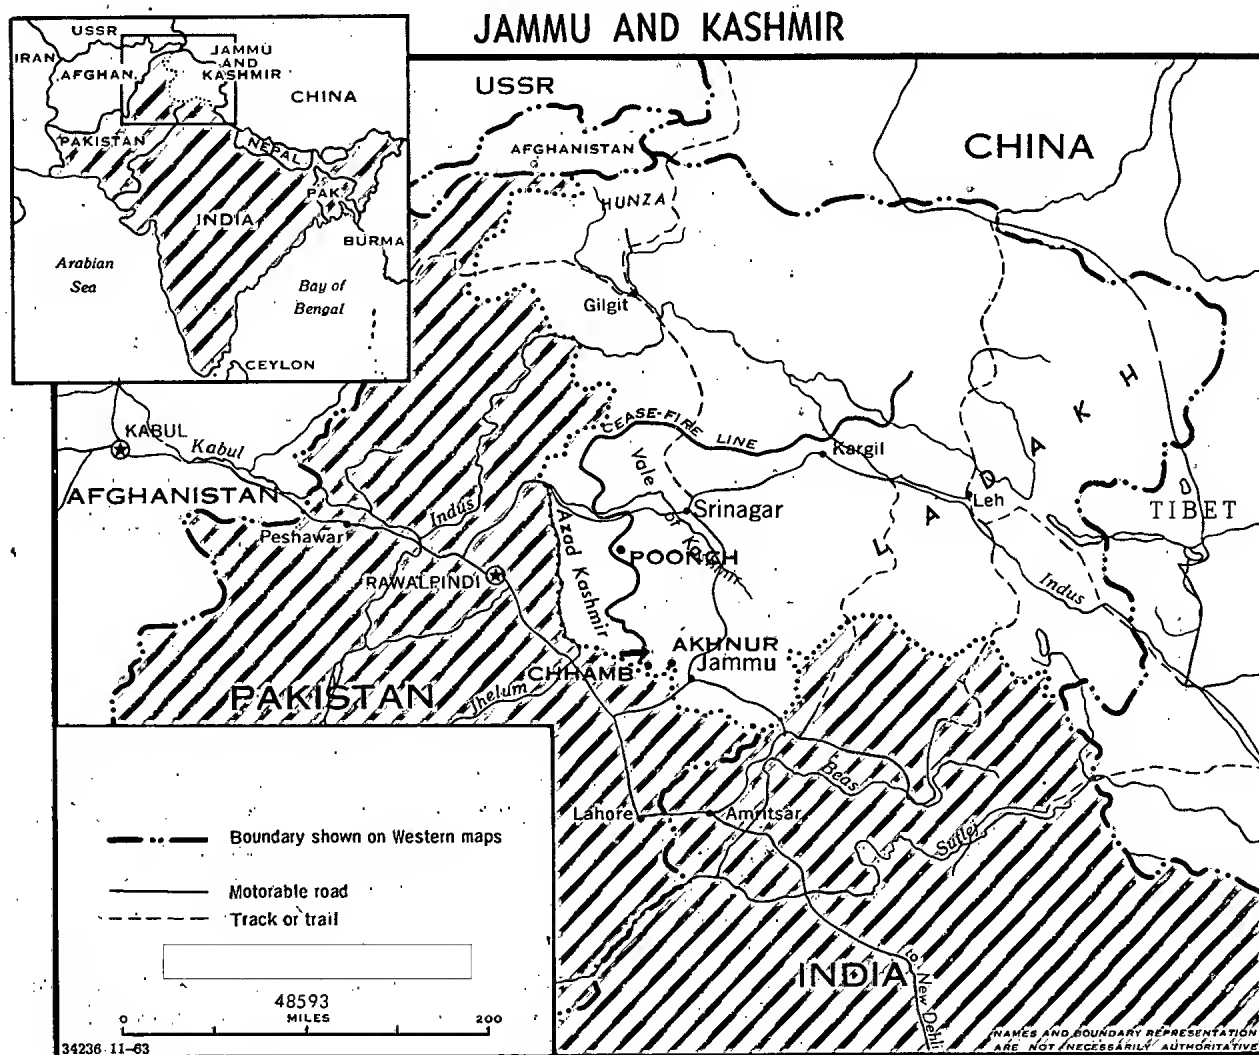 JAMMU AND KASHMIR
USSR
IRAN
AFGHAN.
JAMMU
AND
KASHMIR
CHINA
PAKISTAN
NEPAL
PAK.
INDIA
BURMA
Arabian
Sea
Bay of
Bengal
CEYLON
USSR
AFGHANISTAN
CHINA
HUNZA
Gilgit
KABUL
Kabul
CEASE-FIRE LINE
Kargil
LADAKH
AFGHANISTAN
Indus
Vale of Kashmir
Srinagar
Leh
TIBET
Peshawar
Azad Kashmir
POONCH
RAWALPINDI
Indus
AKHNUR
Jammu
CHHAMB
PAKISTAN
Jhelum
Beas
Lahore
Amritsar
Sutlej
Boundary shown on Western maps
Motorable road
Track or trail
INDIA
to New Dehli
48593
MILES
0 200
34236 11-63
NAMES AND BOUNDARY REPRESENTATION
ARE NOT NECESSARILY AUTHORITATIVE